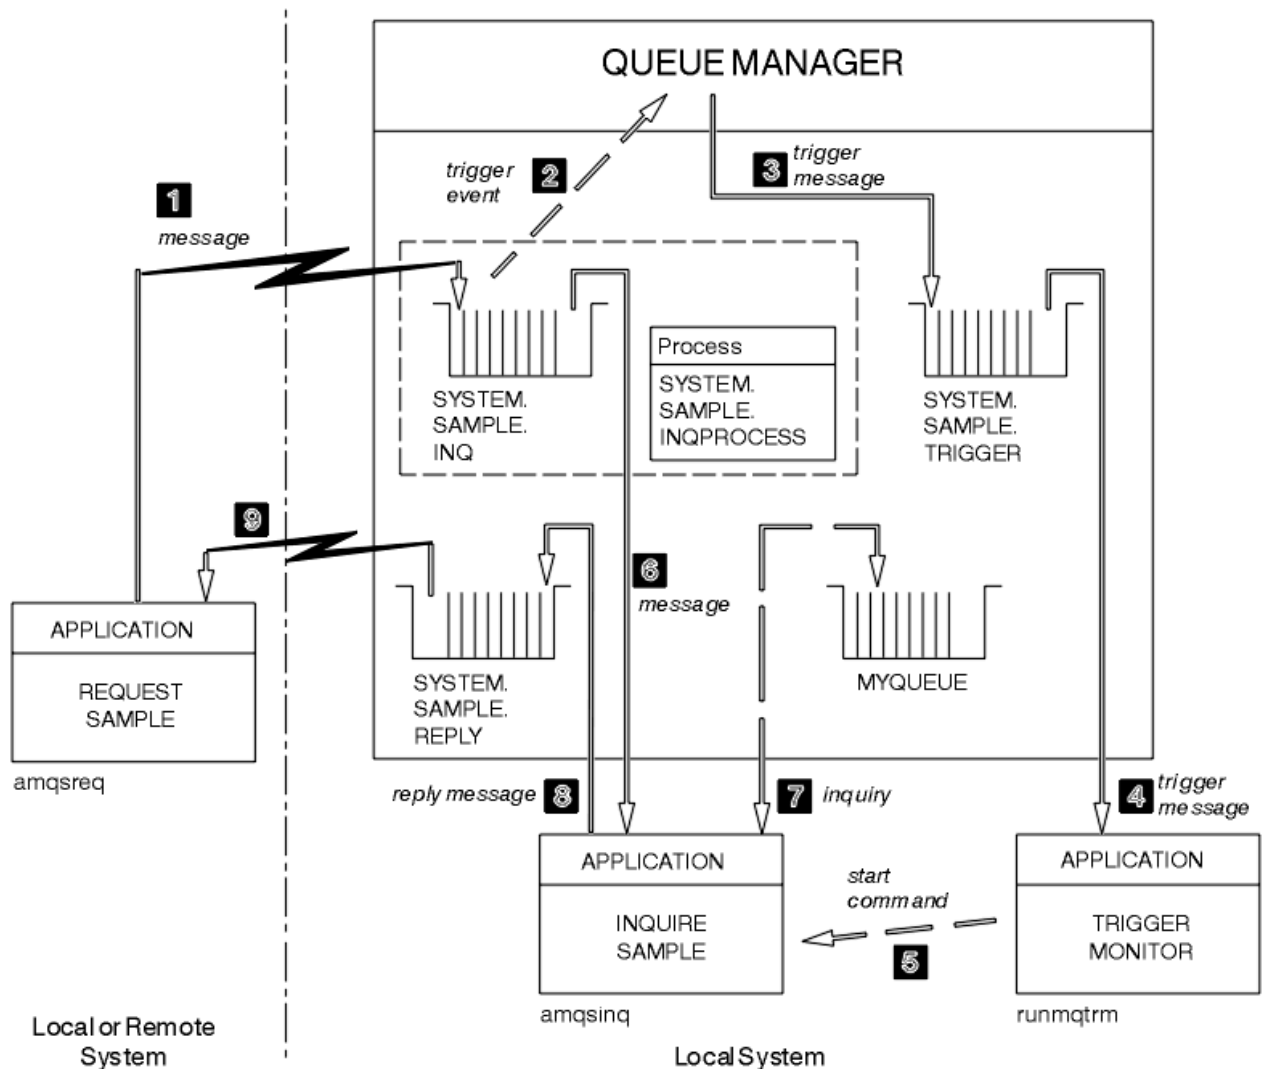 QUEUE MANAGER
trigger
event
2
3
trigger
message
1
message
Process
SYSTEM.
SAMPLE.
INQPROCESS
SYSTEM.
SAMPLE.
INQ
SYSTEM.
SAMPLE.
TRIGGER
9
6
message
APPLICATION
REQUEST
SAMPLE
amqsreq
SYSTEM.
SAMPLE.
REPLY
MYQUEUE
reply message
8
7
inquiry
4
trigger
message
APPLICATION
INQUIRE
SAMPLE
amqsinq
start
command
5
APPLICATION
TRIGGER
MONITOR
runmqtrm
Local or Remote
System
Local System